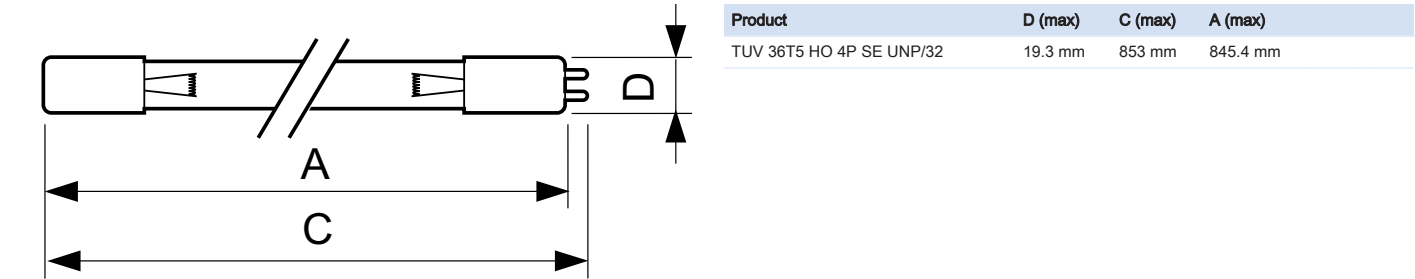 Product D (max) C (max) A (max)
TUV 36T5 HO 4P SE UNP/32 19.3 mm 853 mm 845.4 mm
D
A
C